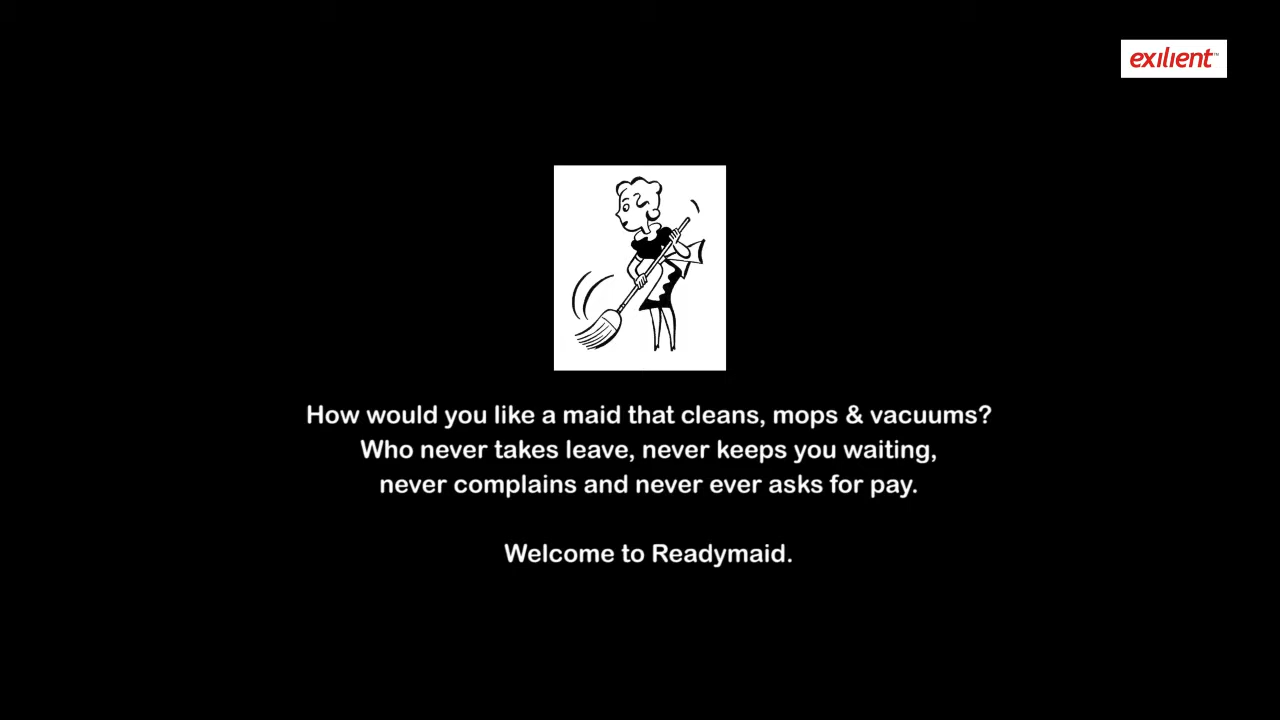 exilient™
How would you like a maid that cleans, mops & vacuums?
Who never takes leave, never keeps you waiting,
never complains and never ever asks for pay.
Welcome to Readymaid.